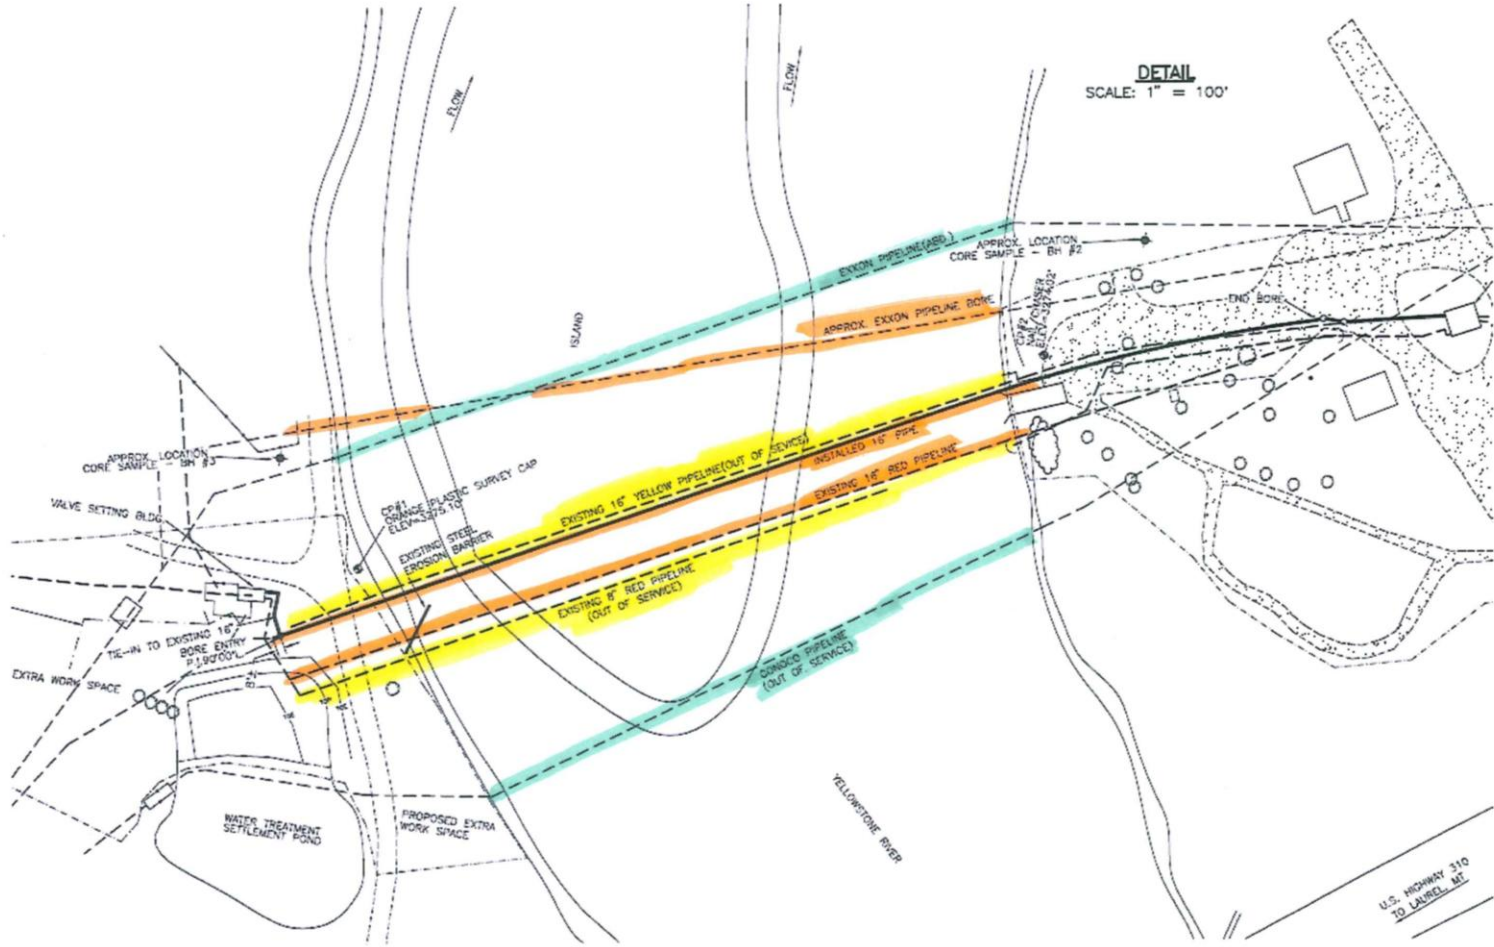 FLOW
FLOW
DETAIL
SCALE: 1" = 100'
EXXON PIPELINE(ABD.)
APPROX. LOCATION
CORE SAMPLE - BH #2
END BORE
APPROX. EXXON PIPELINE BORE
ISLAND
CP#2
APPROX. LOCATION
CORE SAMPLE - BH #3
VALVE SETTING BLDG
CP#1
ORANGE PLASTIC SURVEY CAP
EXISTING STEEL
EROSION BARRIER
EXISTING 16" YELLOW PIPELINE(OUT OF SEVICE)
INSTALLED 16" PIPE
EXISTING 16" RED PIPELINE
EXISTING 8" RED PIPELINE
(OUT OF SERVICE)
CONOCO PIPELINE
(OUT OF SERVICE)
TIE-IN TO EXISTING 16"
BORE ENTRY
EXTRA WORK SPACE
WATER TREATMENT
SETTLEMENT POND
PROPOSED EXTRA
WORK SPACE
YELLOWSTONE RIVER
U.S. HIGHWAY 310
TO LAUREL, MT